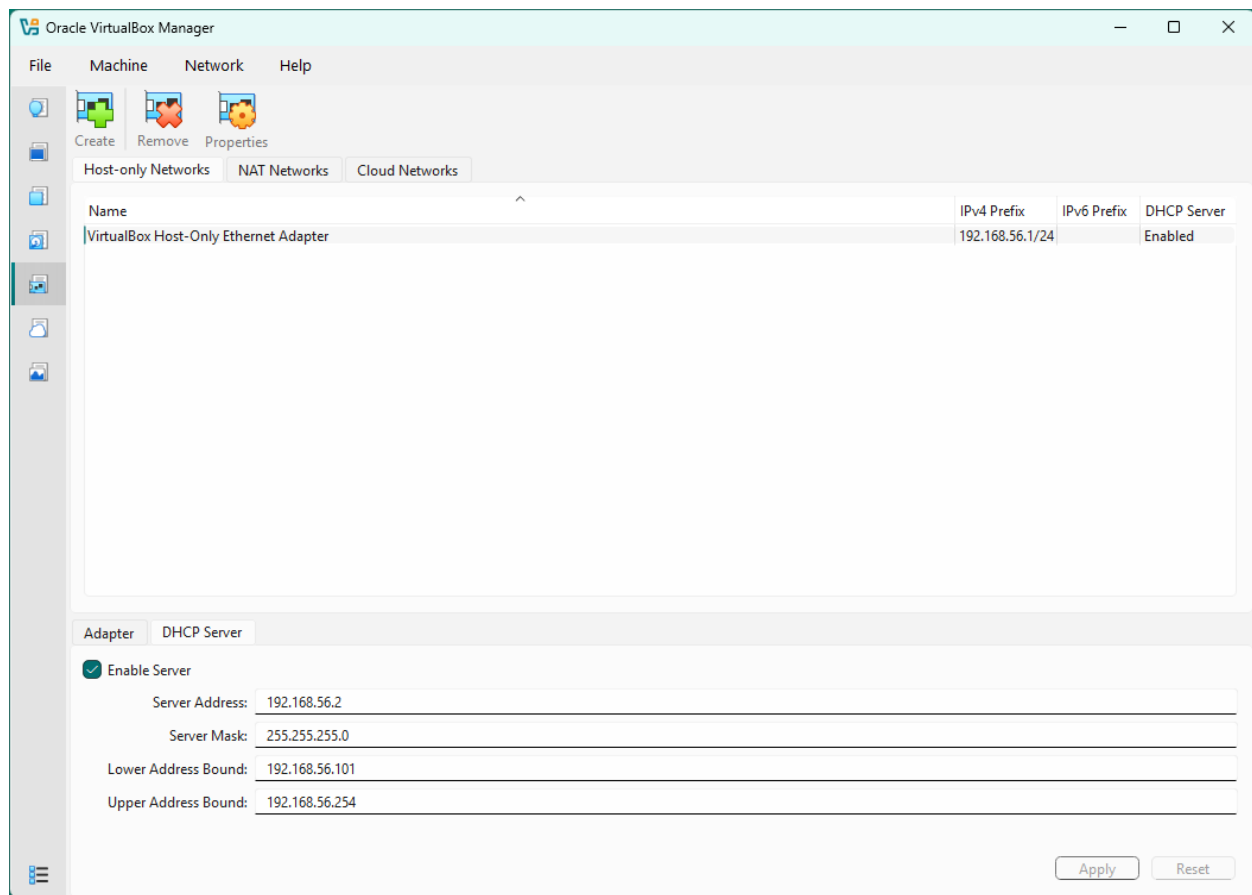 Oracle VirtualBox Manager
File Machine Network Help
Create Remove Properties
Host-only Networks NAT Networks Cloud Networks
Name IPv4 Prefix IPv6 Prefix DHCP Server
VirtualBox Host-Only Ethernet Adapter 192.168.56.1/24 Enabled
Adapter DHCP Server
Enable Server
Server Address: 192.168.56.2
Server Mask: 255.255.255.0
Lower Address Bound: 192.168.56.101
Upper Address Bound: 192.168.56.254
Apply Reset